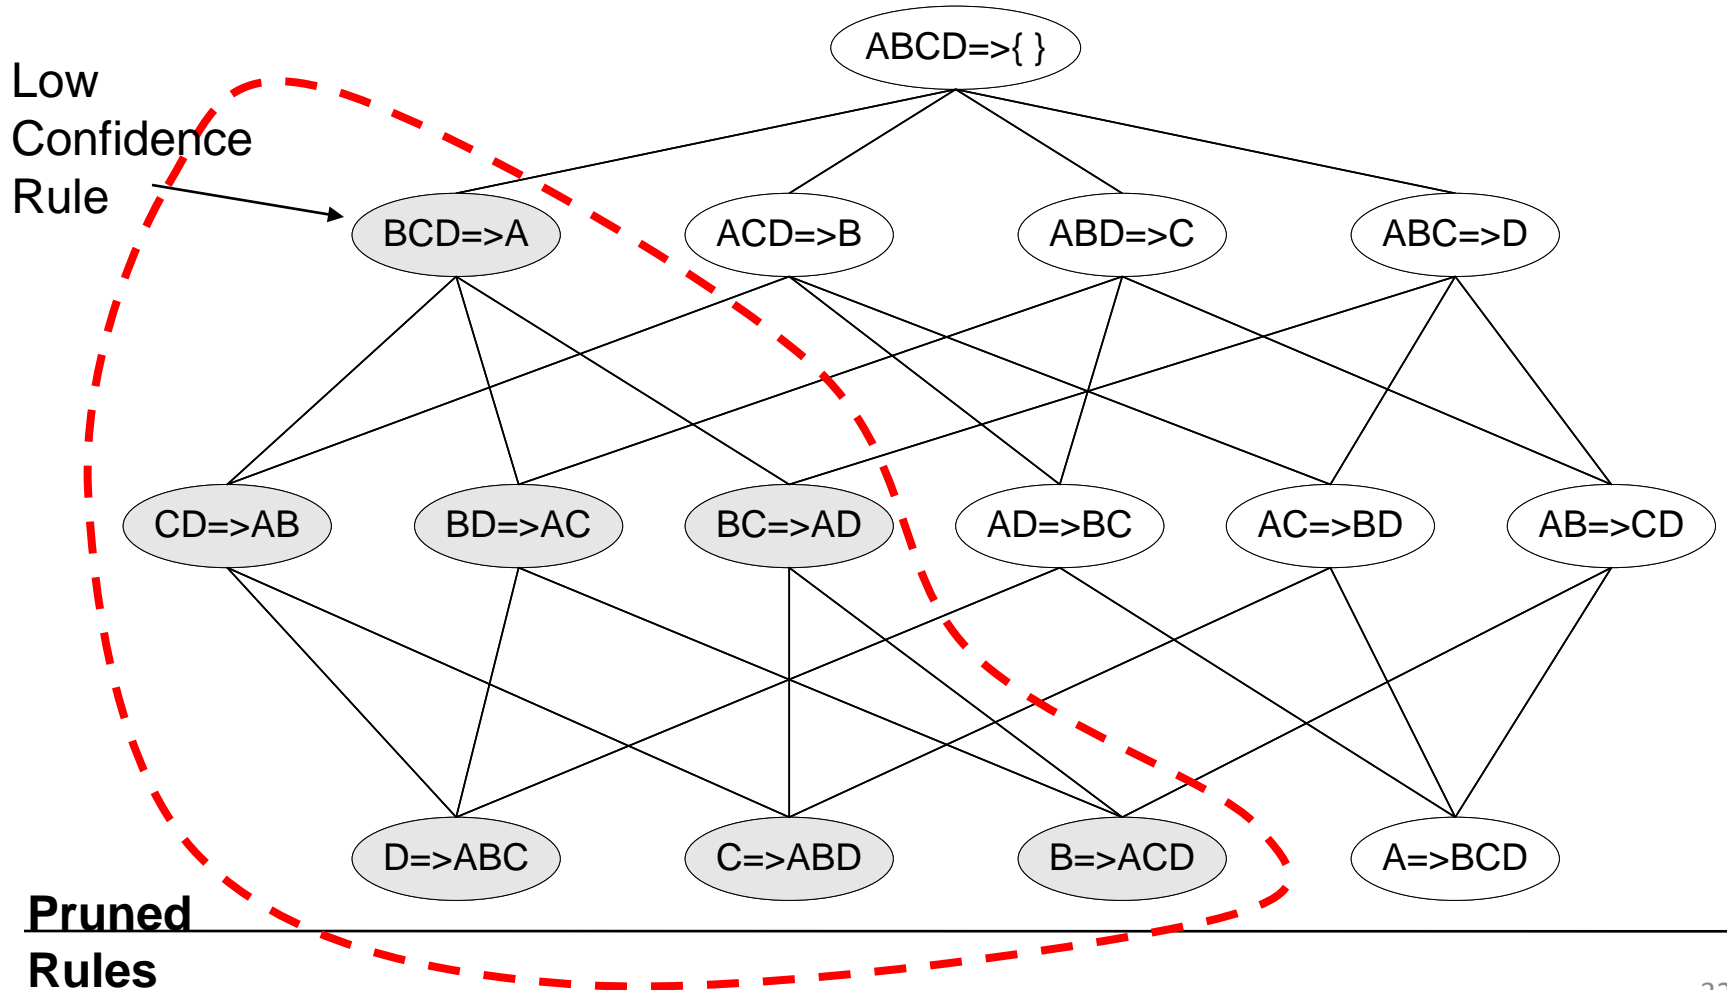 ABCD=>{ }
Low
Confidence
Rule
BCD=>A
ACD=>B
ABD=>C
ABC=>D
CD=>AB
BD=>AC
BC=>AD
AD=>BC
AC=>BD
AB=>CD
D=>ABC
C=>ABD
B=>ACD
A=>BCD
Pruned
Rules